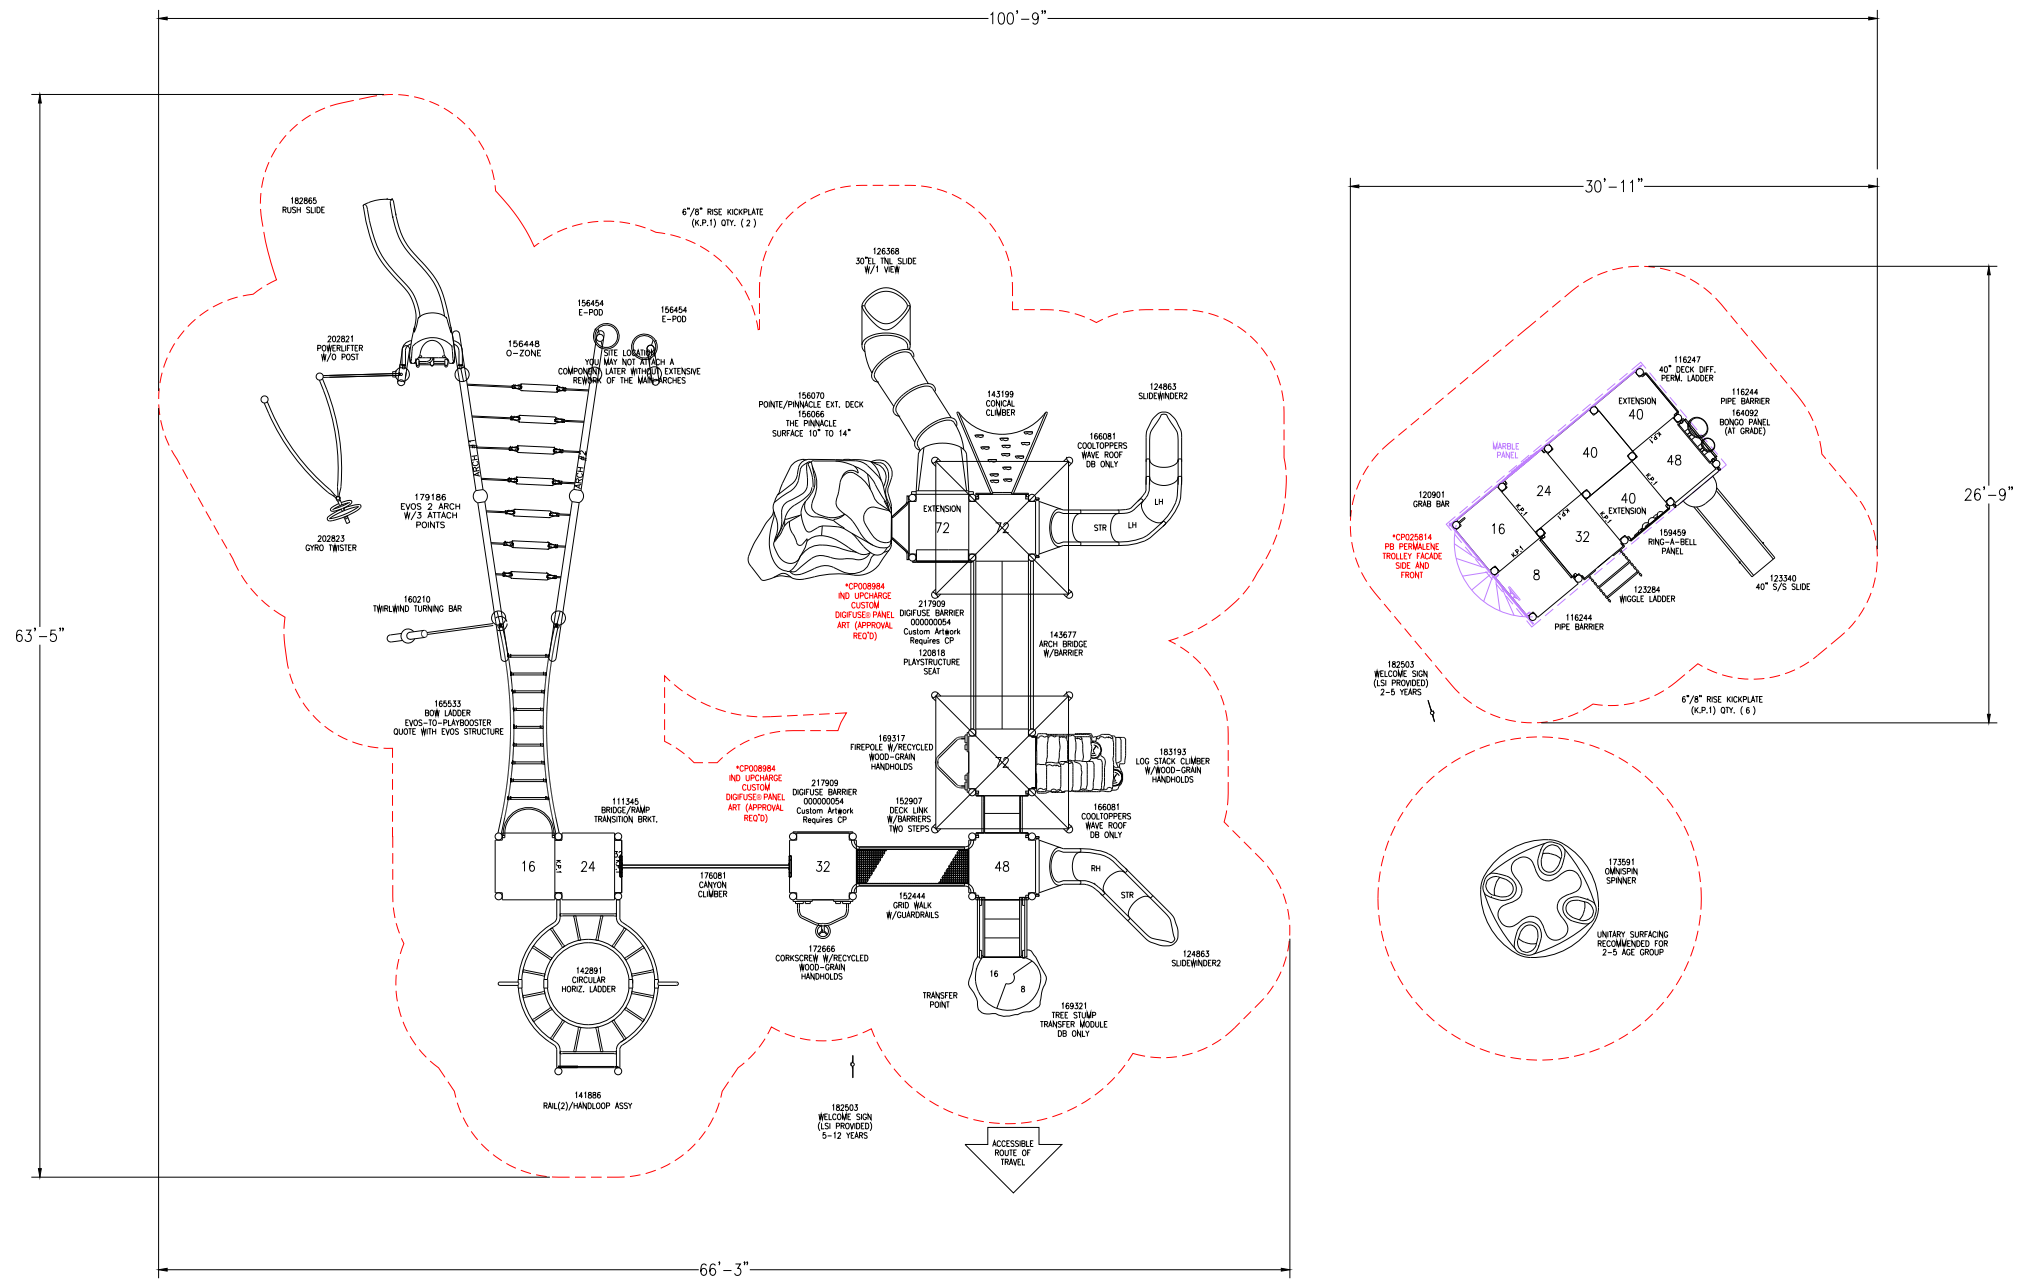 100'-9"
30'-11"
63'-5"
26'-9"
66'-3"
182865
RUSH SLIDE
6"/8" RISE KICKPLATE
(K.P.1) QTY. ( 2 )
126368
30"EL TNL SLIDE
W/1 VIEW
156454
E-POD
156454
E-POD
202821
POWERLIFTER
W/O POST
156448
O-ZONE
SITE LOCATION
YOU MAY NOT ATTACH A
COMPONENT LATER WITHOUT EXTENSIVE
REWORK OF THE MAIN ARCHES
ARCH 1
ARCH #2
156070
POINTE/PINNACLE EXT. DECK
156066
THE PINNACLE
SURFACE 10" TO 14"
143199
CONICAL
CLIMBER
124863
SLIDEWINDER2
166081
COOLTOPPERS
WAVE ROOF
DB ONLY
179186
EVOS 2 ARCH
W/3 ATTACH
POINTS
202823
GYRO TWISTER
EXTENSION
72
72
STR
LH
LH
160210
TWIRLWIND TURNING BAR
*CP008984
IND UPCHARGE
CUSTOM
DIGIFUSE® PANEL
ART (APPROVAL
REQ'D)
217909
DIGIFUSE BARRIER
000000054
Custom Artwork
Requires CP
120818
PLAYSTRUCTURE
SEAT
143677
ARCH BRIDGE
W/BARRIER
165533
BOW LADDER
EVOS-TO-PLAYBOOSTER
QUOTE WITH EVOS STRUCTURE
169317
FIREPOLE W/RECYCLED
WOOD-GRAIN
HANDHOLDS
72
183193
LOG STACK CLIMBER
W/WOOD-GRAIN
HANDHOLDS
*CP008984
IND UPCHARGE
CUSTOM
DIGIFUSE® PANEL
ART (APPROVAL
REQ'D)
217909
DIGIFUSE BARRIER
000000054
Custom Artwork
Requires CP
111345
BRIDGE/RAMP
TRANSITION BRKT.
152907
DECK LINK
W/BARRIERS
TWO STEPS
166081
COOLTOPPERS
WAVE ROOF
DB ONLY
16
K.P.1
24
K.P.1
32
48
RH
STR
176081
CANYON
CLIMBER
152444
GRID WALK
W/GUARDRAILS
172666
CORKSCREW W/RECYCLED
WOOD-GRAIN
HANDHOLDS
124863
SLIDEWINDER2
142891
CIRCULAR
HORIZ. LADDER
16
8
TRANSFER
POINT
169321
TREE STUMP
TRANSFER MODULE
DB ONLY
141886
RAIL(2)/HANDLOOP ASSY
182503
WELCOME SIGN
(LSI PROVIDED)
5-12 YEARS
ACCESSIBLE
ROUTE OF
TRAVEL
116247
40" DECK DIFF.
PERM. LADDER
116244
PIPE BARRIER
164092
BONGO PANEL
(AT GRADE)
MARBLE
PANEL
EXTENSION
40
K.P.1
40
48
K.P.1
24
40
EXTENSION
K.P.1
K.P.1
K.P.1
16
32
K.P.1
8
120901
GRAB BAR
*CP025814
PB PERMALENE
TROLLEY FACADE
SIDE AND
FRONT
159459
RING-A-BELL
PANEL
123340
40" S/S SLIDE
123284
WIGGLE LADDER
116244
PIPE BARRIER
182503
WELCOME SIGN
(LSI PROVIDED)
2-5 YEARS
6"/8" RISE KICKPLATE
(K.P.1) QTY. ( 6 )
173591
OMNISPIN
SPINNER
UNITARY SURFACING
RECOMMENDED FOR
2-5 AGE GROUP